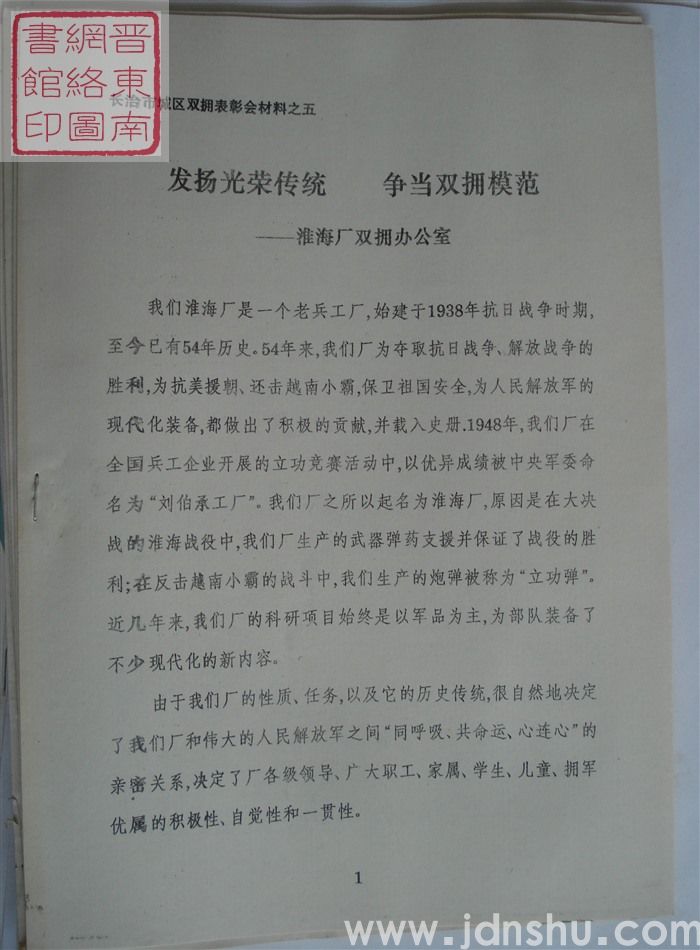 晋东南
網絡圖
書館印
长治市城区双拥表彰会材料之五
发扬光荣传统 争当双拥模范
——淮海厂双拥办公室
我们淮海厂是一个老兵工厂,始建于1938年抗日战争时期,
至今已有54年历史。54年来,我们厂为夺取抗日战争、解放战争的
胜利,为抗美援朝、还击越南小霸,保卫祖国安全,为人民解放军的
现代化装备,都做出了积极的贡献,并载入史册.1948年,我们厂在
全国兵工企业开展的立功竞赛活动中,以优异成绩被中央军委命
名为“刘伯承工厂”。我们厂之所以起名为淮海厂,原因是在大决
战的淮海战役中,我们厂生产的武器弹药支援并保证了战役的胜
利;在反击越南小霸的战斗中,我们生产的炮弹被称为“立功弹”。
近几年来,我们厂的科研项目始终是以军品为主,为部队装备了
不少现代化的新内容。
由于我们厂的性质、任务,以及它的历史传统,很自然地决定
了我们厂和伟大的人民解放军之间“同呼吸、共命运、心连心”的
亲密关系,决定了厂各级领导、广大职工、家属、学生、儿童、拥军
优属的积极性、自觉性和一贯性。
1
www.jdnshu.com